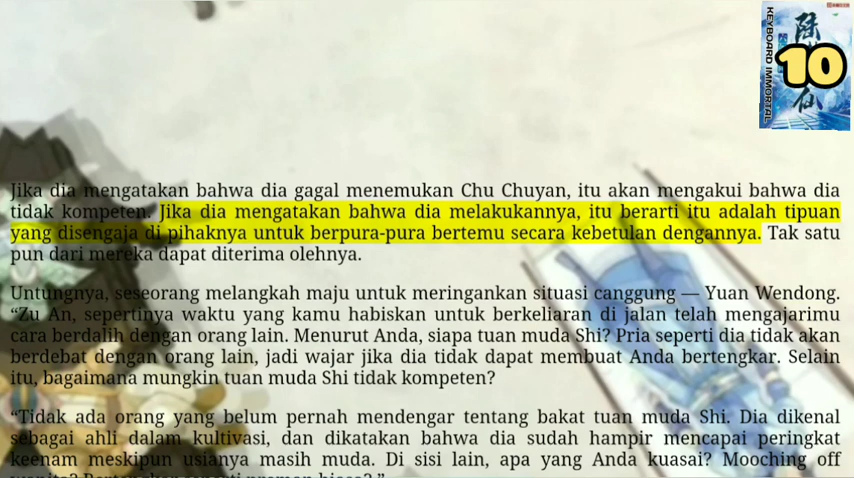 陆
仙
KEYBOARD IMMORTAL
10
Jika dia mengatakan bahwa dia gagal menemukan Chu Chuyan, itu akan mengakui bahwa dia
tidak kompeten. Jika dia mengatakan bahwa dia melakukannya, itu berarti itu adalah tipuan
yang disengaja di pihaknya untuk berpura-pura bertemu secara kebetulan dengannya. Tak satu
pun dari mereka dapat diterima olehnya.
Untungnya, seseorang melangkah maju untuk meringankan situasi canggung — Yuan Wendong.
“Zu An, sepertinya waktu yang kamu habiskan untuk berkeliaran di jalan telah mengajarimu
cara berdalih dengan orang lain. Menurut Anda, siapa tuan muda Shi? Pria seperti dia tidak akan
berdebat dengan orang lain, jadi wajar jika dia tidak dapat membuat Anda bertengkar. Selain
itu, bagaimana mungkin tuan muda Shi tidak kompeten?
“Tidak ada orang yang belum pernah mendengar tentang bakat tuan muda Shi. Dia dikenal
sebagai ahli dalam kultivasi, dan dikatakan bahwa dia sudah hampir mencapai peringkat
keenam meskipun usianya masih muda. Di sisi lain, apa yang Anda kuasai? Mooching off